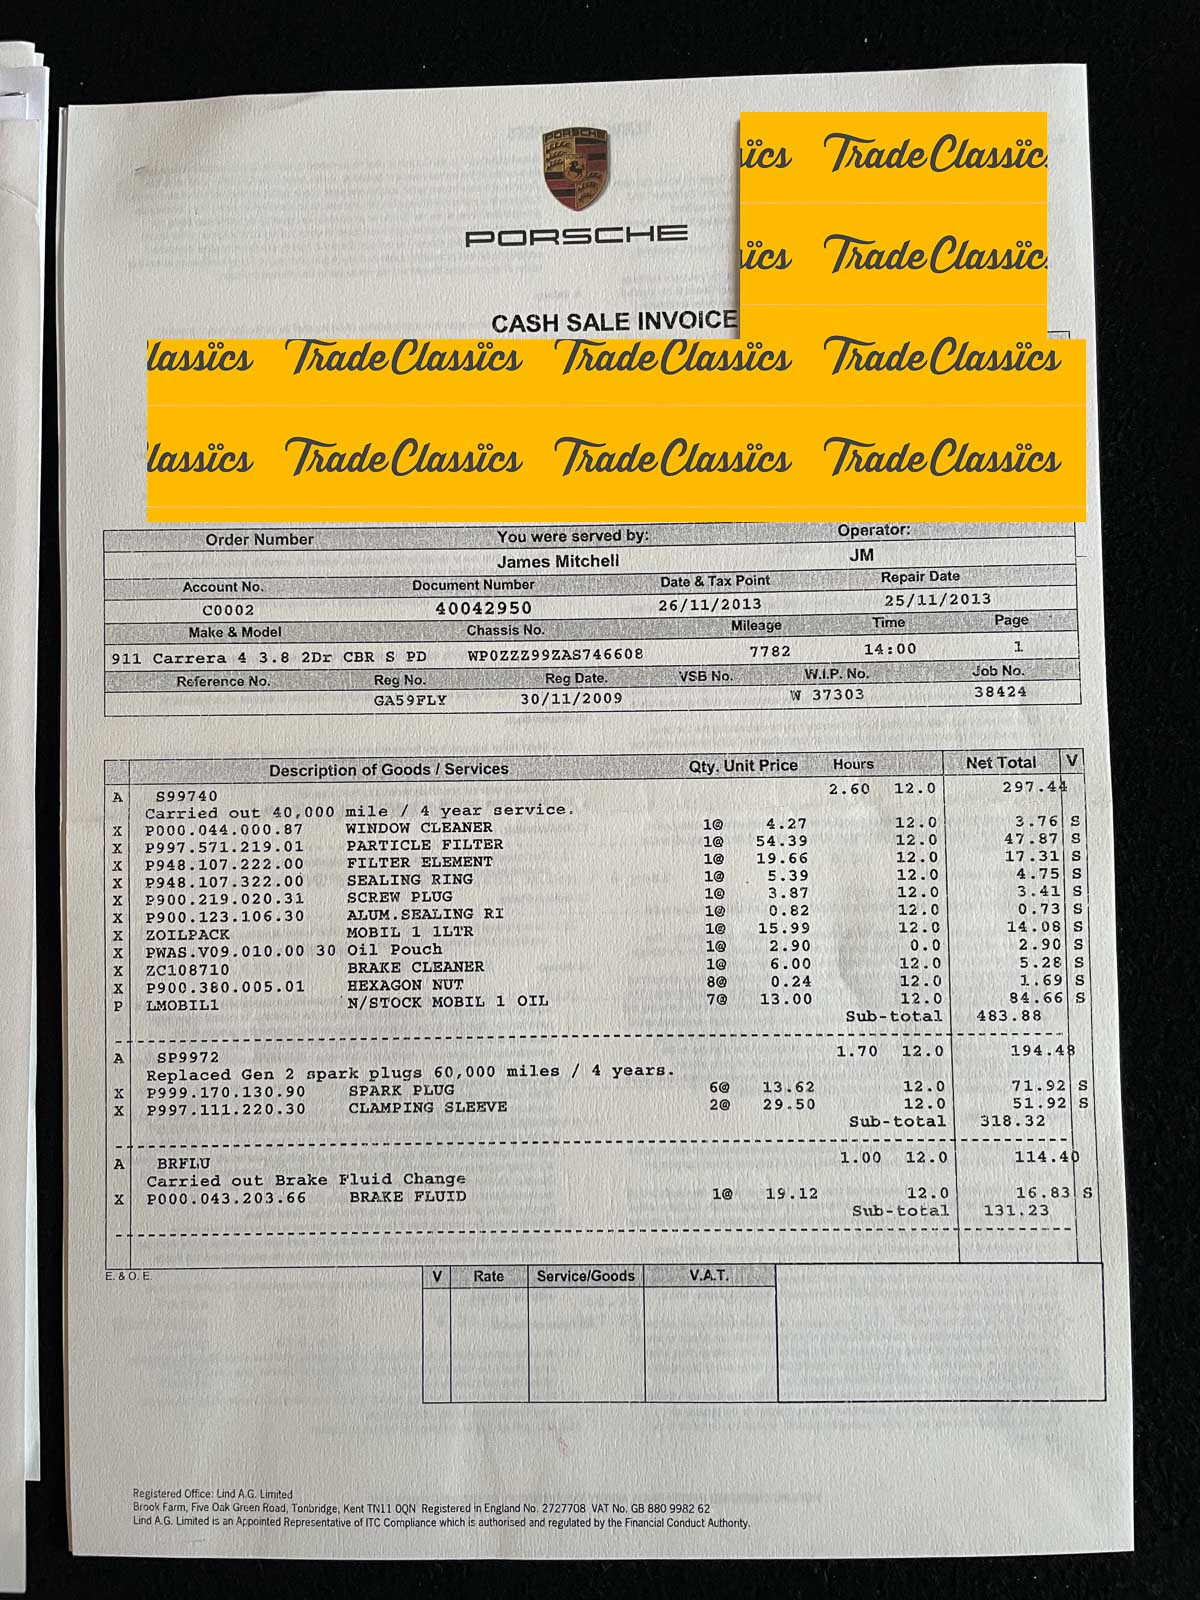 PORSCHE
ïcs TradeClassïc
PORSCHE
ïcs TradeClassïc
CASH SALE INVOICE
lassïcs TradeClassïcs TradeClassïcs TradeClassïcs
lassïcs TradeClassïcs TradeClassïcs TradeClassïcs
Order Number You were served by: Operator:
James Mitchell JM
Account No. Document Number Date & Tax Point Repair Date
C0002 40042950 26/11/2013 25/11/2013
Make & Model Chassis No. Mileage Time Page
911 Carrera 4 3.8 2Dr CBR S PD WP0ZZZ99ZAS746608 7782 14:00 1
Reference No. Reg No. Reg Date. VSB No. W.I.P. No. Job No.
GA59FLY 30/11/2009 W 37303 38424
Description of Goods / Services Qty. Unit Price Hours Net Total V
A S99740 2.60 12.0 297.44
Carried out 40,000 mile / 4 year service.
X P000.044.000.87 WINDOW CLEANER 1@ 4.27 12.0 3.76 S
X P997.571.219.01 PARTICLE FILTER 1@ 54.39 12.0 47.87 S
X P948.107.222.00 FILTER ELEMENT 1@ 19.66 12.0 17.31 S
X P948.107.322.00 SEALING RING 1@ 5.39 12.0 4.75 S
X P900.219.020.31 SCREW PLUG 1@ 3.87 12.0 3.41 S
X P900.123.106.30 ALUM.SEALING RI 1@ 0.82 12.0 0.73 S
X ZOILPACK MOBIL 1 1LTR 1@ 15.99 12.0 14.08 S
X PWAS.V09.010.00 30 Oil Pouch 1@ 2.90 0.0 2.90 S
X ZC108710 BRAKE CLEANER 1@ 6.00 12.0 5.28 S
X P900.380.005.01 HEXAGON NUT 8@ 0.24 12.0 1.69 S
P LMOBIL1 N/STOCK MOBIL 1 OIL 7@ 13.00 12.0 84.66 S
Sub-total 483.88
A SP9972 1.70 12.0 194.48
Replaced Gen 2 spark plugs 60,000 miles / 4 years.
X P999.170.130.90 SPARK PLUG 6@ 13.62 12.0 71.92 S
X P997.111.220.30 CLAMPING SLEEVE 2@ 29.50 12.0 51.92 S
Sub-total 318.32
A BRFLU 1.00 12.0 114.40
Carried out Brake Fluid Change
X P000.043.203.66 BRAKE FLUID 1@ 19.12 12.0 16.83 S
Sub-total 131.23
E. & O. E.
V Rate Service/Goods V.A.T.
Registered Office: Lind A.G. Limited
Brook Farm, Five Oak Green Road, Tonbridge, Kent TN11 0QN Registered in England No. 2727708 VAT No. GB 880 9982 62
Lind A.G. Limited is an Appointed Representative of ITC Compliance which is authorised and regulated by the Financial Conduct Authority.